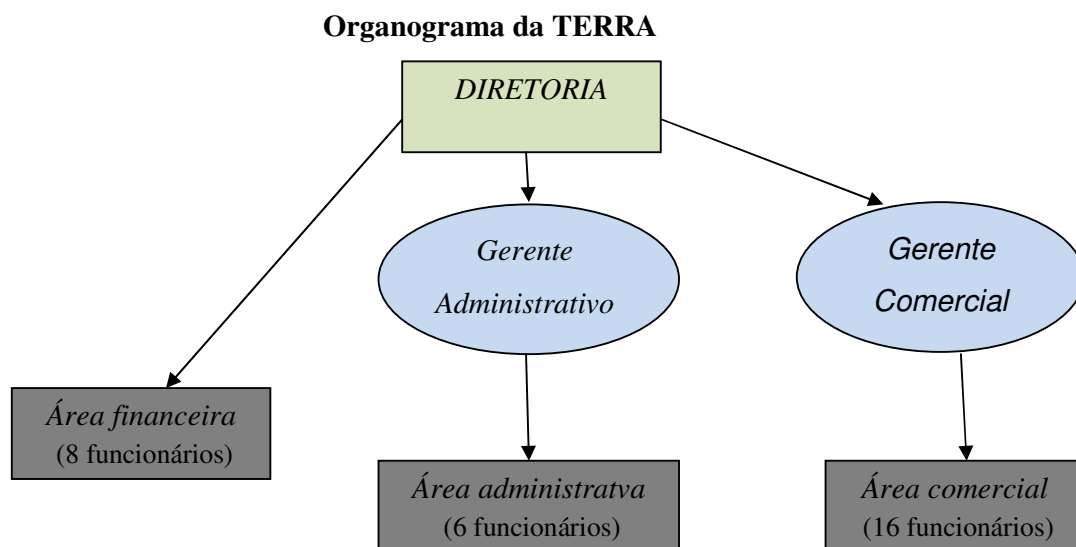 Organograma da TERRA
DIRETORIA
Gerente
Administrativo
Gerente
Comercial
Área financeira
(8 funcionários)
Área administratva
(6 funcionários)
Área comercial
(16 funcionários)